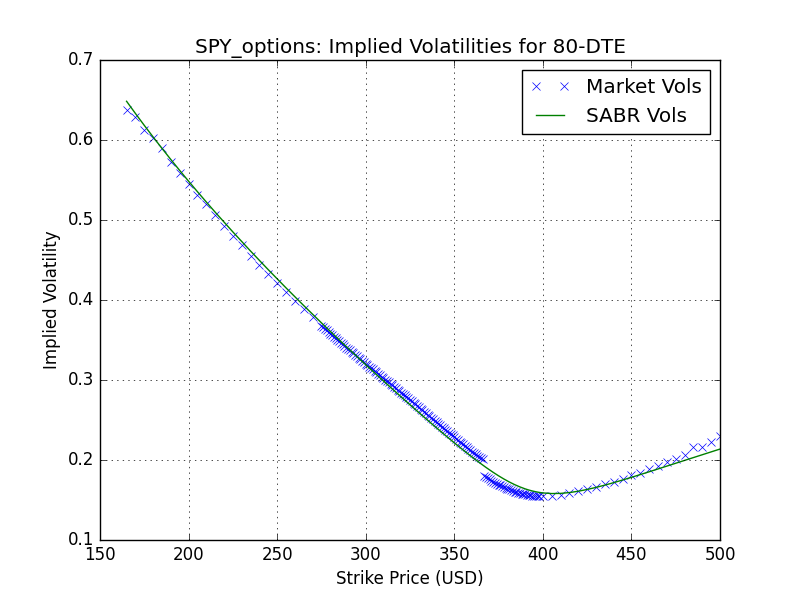 SPY_options: Implied Volatilities for 80-DTE
0.7
Market Vols
SABR Vols
0.6
0.5
0.4
Implied Volatility
0.3
0.2
0.1
150 200 250 300 350 400 450 500
Strike Price (USD)